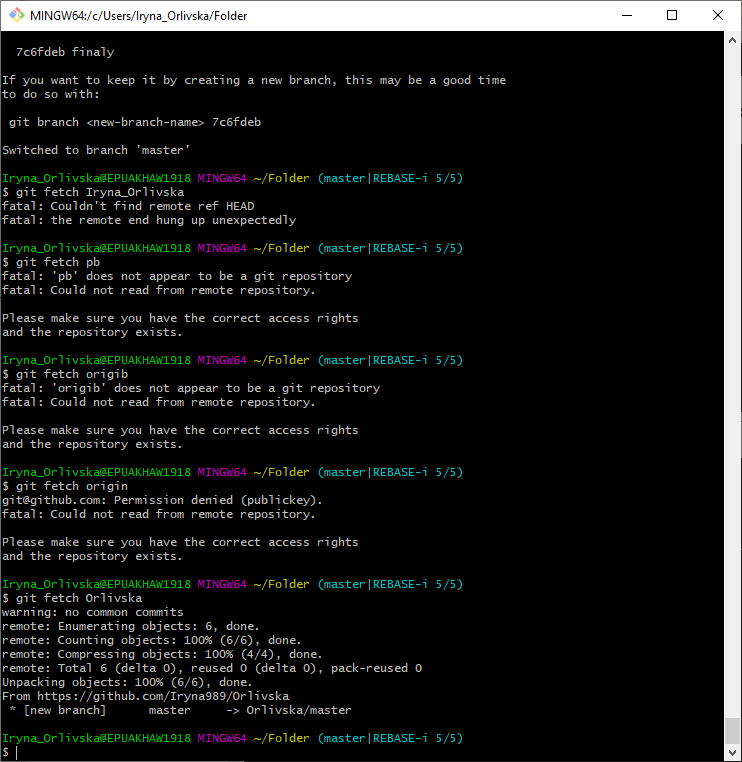 MINGW64:/c/Users/Iryna_Orlivska/Folder
7c6fdeb finaly
If you want to keep it by creating a new branch, this may be a good time
to do so with:
git branch <new-branch-name> 7c6fdeb
Switched to branch 'master'
Iryna_Orlivska@EPUAKHAW1918 MINGW64 ~/Folder (master|REBASE-i 5/5)
$ git fetch Iryna_Orlivska
fatal: Couldn't find remote ref HEAD
fatal: the remote end hung up unexpectedly
Iryna_Orlivska@EPUAKHAW1918 MINGW64 ~/Folder (master|REBASE-i 5/5)
$ git fetch pb
fatal: 'pb' does not appear to be a git repository
fatal: Could not read from remote repository.
Please make sure you have the correct access rights
and the repository exists.
Iryna_Orlivska@EPUAKHAW1918 MINGW64 ~/Folder (master|REBASE-i 5/5)
$ git fetch origib
fatal: 'origib' does not appear to be a git repository
fatal: Could not read from remote repository.
Please make sure you have the correct access rights
and the repository exists.
Iryna_Orlivska@EPUAKHAW1918 MINGW64 ~/Folder (master|REBASE-i 5/5)
$ git fetch origin
git@github.com: Permission denied (publickey).
fatal: Could not read from remote repository.
Please make sure you have the correct access rights
and the repository exists.
Iryna_Orlivska@EPUAKHAW1918 MINGW64 ~/Folder (master|REBASE-i 5/5)
$ git fetch Orlivska
warning: no common commits
remote: Enumerating objects: 6, done.
remote: Counting objects: 100% (6/6), done.
remote: Compressing objects: 100% (4/4), done.
remote: Total 6 (delta 0), reused 0 (delta 0), pack-reused 0
Unpacking objects: 100% (6/6), done.
From https://github.com/Iryna989/Orlivska
* [new branch]      master     -> Orlivska/master
Iryna_Orlivska@EPUAKHAW1918 MINGW64 ~/Folder (master|REBASE-i 5/5)
$